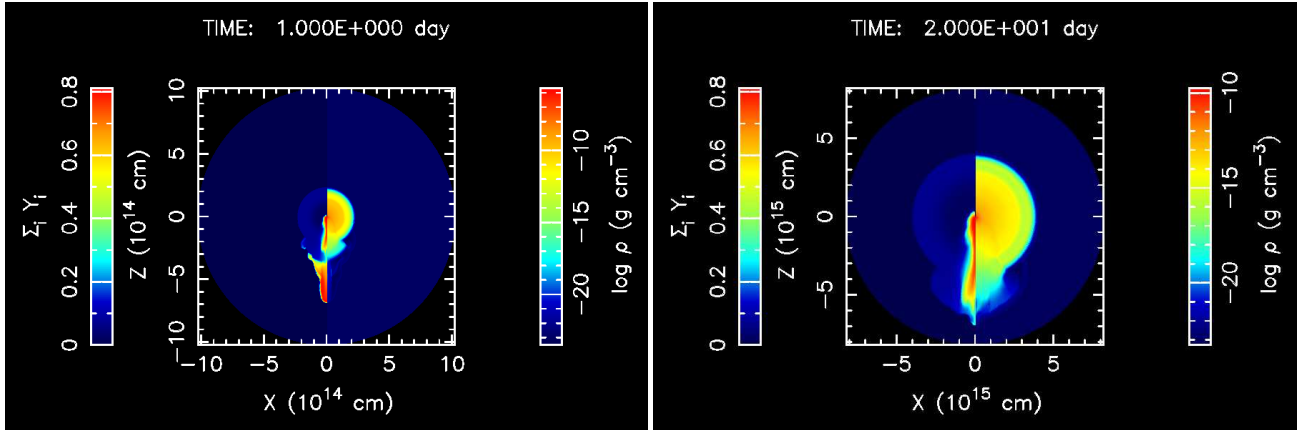 TIME: 1.000E+000 day
Σi Yi
0 0.2 0.4 0.6 0.8
Z (10^14 cm)
−10 −5 0 5 10
−10 −5 0 5 10
X (10^14 cm)
−20 −15 −10
log ρ (g cm^−3)
TIME: 2.000E+001 day
Σi Yi
0 0.2 0.4 0.6 0.8
Z (10^15 cm)
−5 0 5
−5 0 5
X (10^15 cm)
−20 −15 −10
log ρ (g cm^−3)